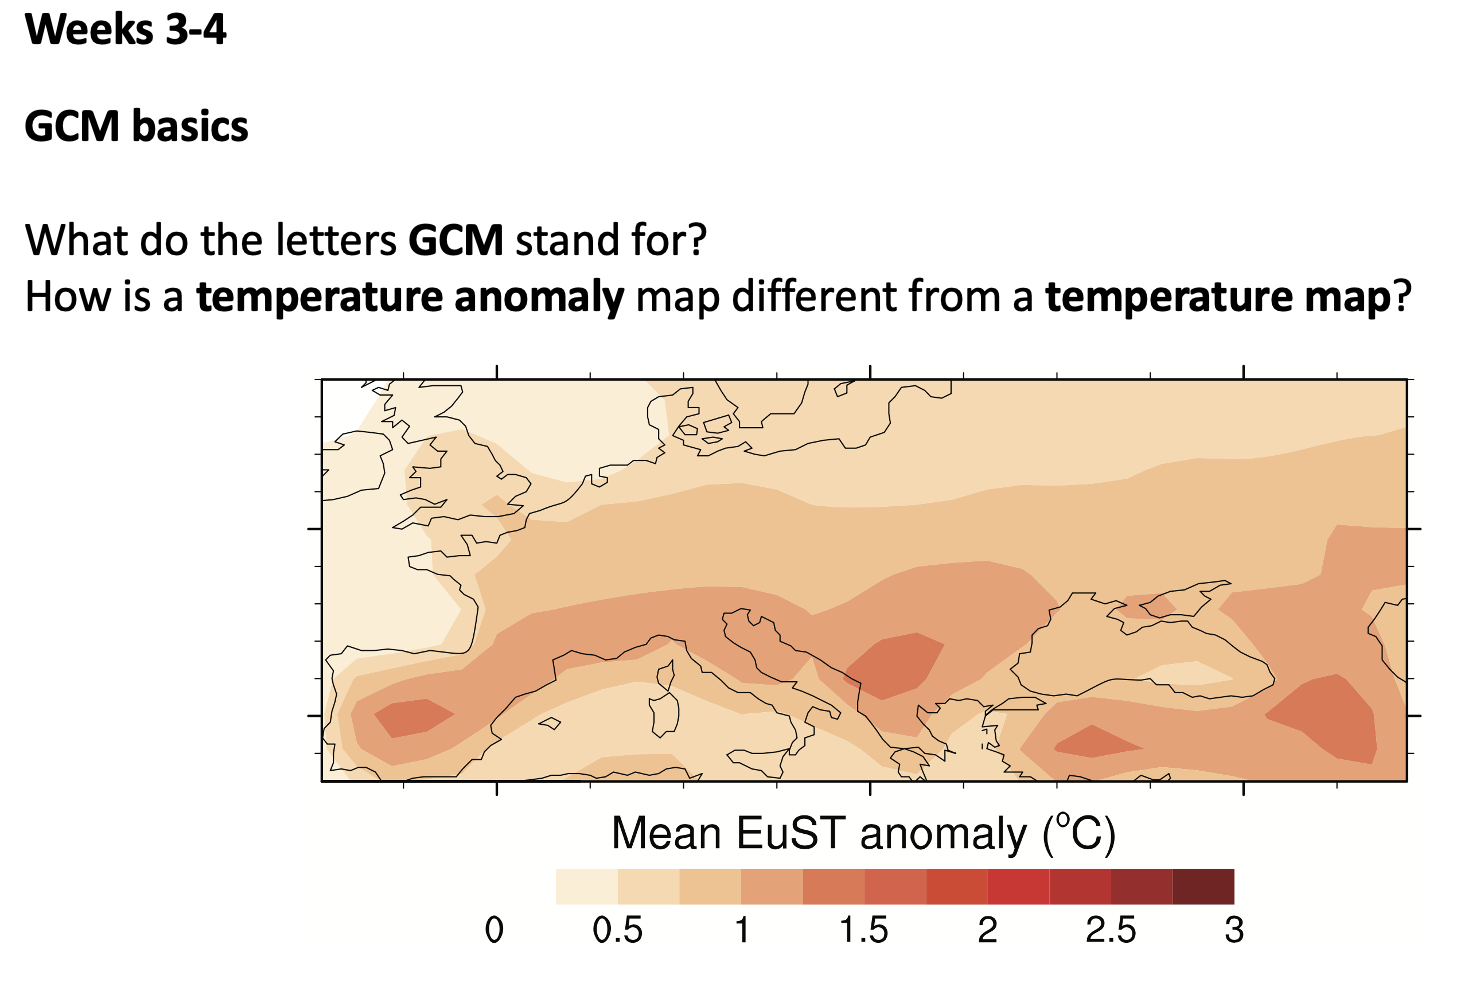 Weeks 3-4
GCM basics
What do the letters GCM stand for?
How is a temperature anomaly map different from a temperature map?
Mean EuST anomaly (°C)
0 0.5 1 1.5 2 2.5 3